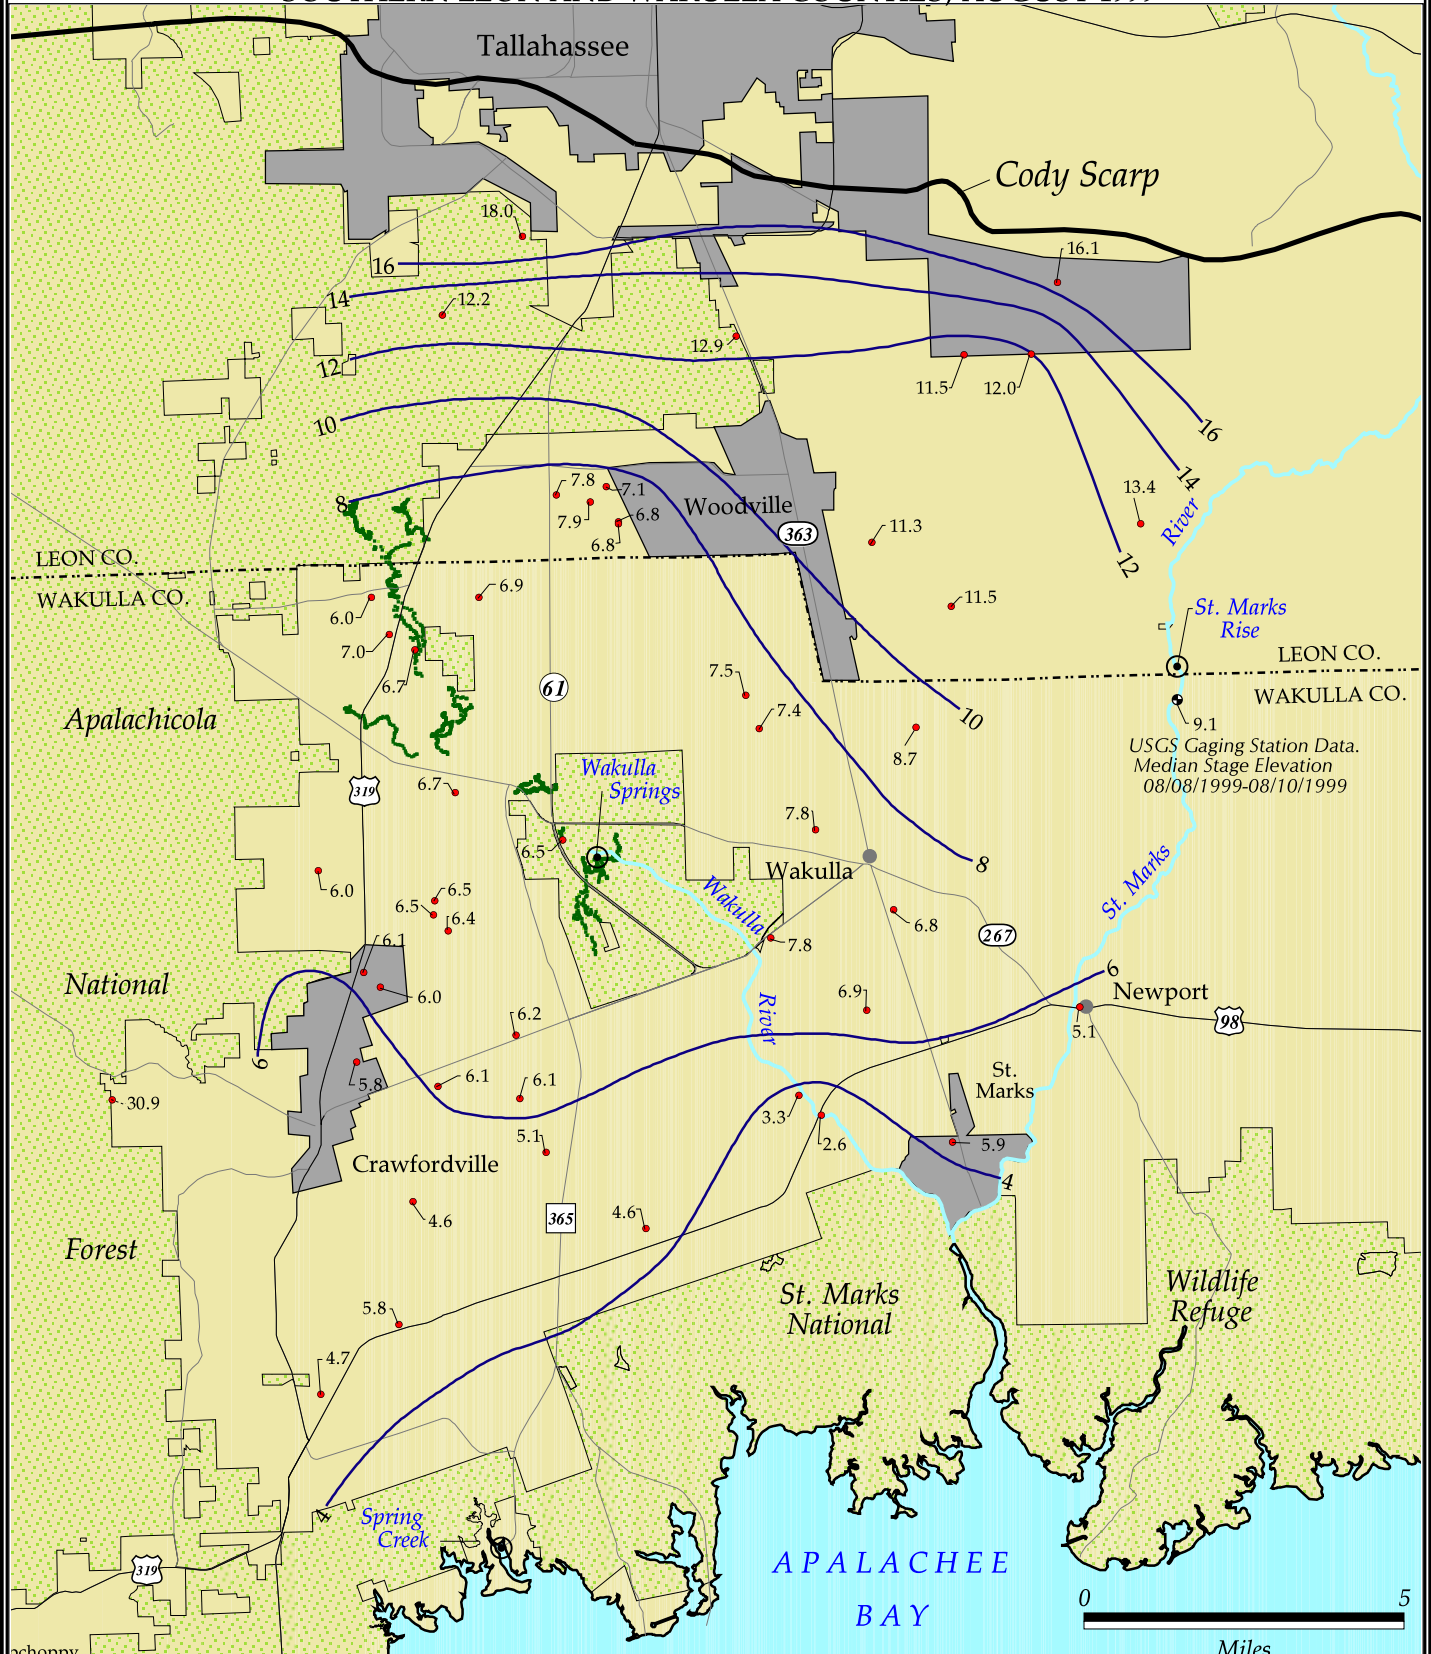 SOUTHERN LEON AND WAKULLA COUNTIES, AUGUST 1999
Tallahassee
Cody Scarp
18.0
16
16.1
14
12.2
12.9
12
11.5
12.0
10
16
14
13.4
8
7.8
7.1
7.9
6.8
6.8
Woodville
363
11.3
River
12
LEON CO.
WAKULLA CO.
6.9
6.0
7.0
6.7
11.5
St. Marks
Rise
LEON CO.
WAKULLA CO.
61
7.5
7.4
10
8.7
9.1
USGS Gaging Station Data.
Median Stage Elevation
08/08/1999-08/10/1999
Apalachicola
319
6.7
Wakulla
Springs
7.8
6.5
Wakulla
8
St. Marks
6.0
6.5
6.5
6.4
Wakulla
6.8
267
7.8
6.1
6.0
National
6
Newport
6.9
River
5.1
98
6.2
6
5.8
6.1
6.1
30.9
St.
Marks
3.3
2.6
5.9
5.1
Crawfordville
4
4.6
365
4.6
Forest
St. Marks
National
Wildlife
Refuge
5.8
4.7
4
Spring
Creek
319
APALACHEE
BAY
0 5
Miles